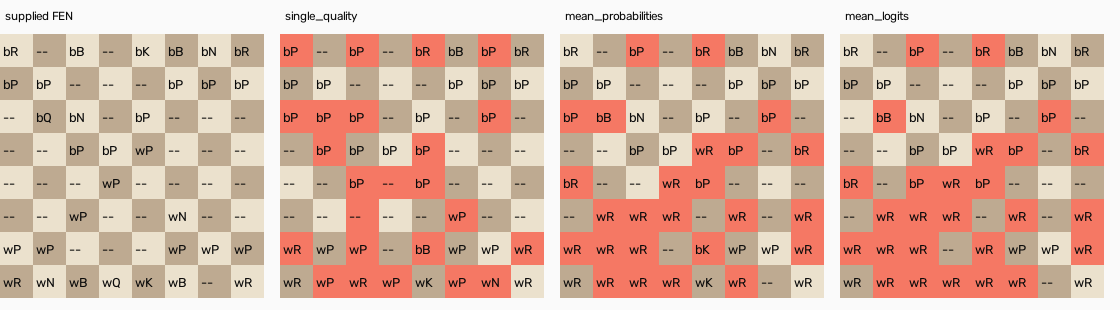 supplied FEN single_quality mean_probabilities mean_logits
bR -- bB -- bK bB bN bR bP -- bP -- bR bB bP bR bR -- bP -- bR bB bN bR bR -- bP -- bR bB bN bR
bP bP -- -- -- bP bP bP bP bP -- -- -- bP bP bP bP bP -- -- -- bP bP bP bP bP -- -- -- bP bP bP
-- bQ bN -- bP -- -- -- bP bP bP -- bP -- bP -- bP bB bN -- bP -- bP -- -- bB bN -- bP -- bP --
-- -- bP bP wP -- -- -- -- bP bP bP bP -- -- -- -- -- bP bP wR bP -- bR -- -- bP bP wR bP -- bR
-- -- -- wP -- -- -- -- -- -- bP -- bP -- -- -- bR -- -- wR bP -- -- -- bR -- bP wR bP -- -- --
-- -- wP -- -- wN -- -- -- -- -- -- -- wP -- -- -- wR wR wR -- wR -- wR -- wR wR wR -- wR -- wR
wP wP -- -- -- wP wP wP wR wP wP -- bB wP wP wR wR wR wR -- bK wP wP wR wR wR wR -- wR wP wP wR
wR wN wB wQ wK wB -- wR wR wP wR wP wK wP wN wR wR wR wR wR wK wR -- wR wR wR wR wR wR wR -- wR